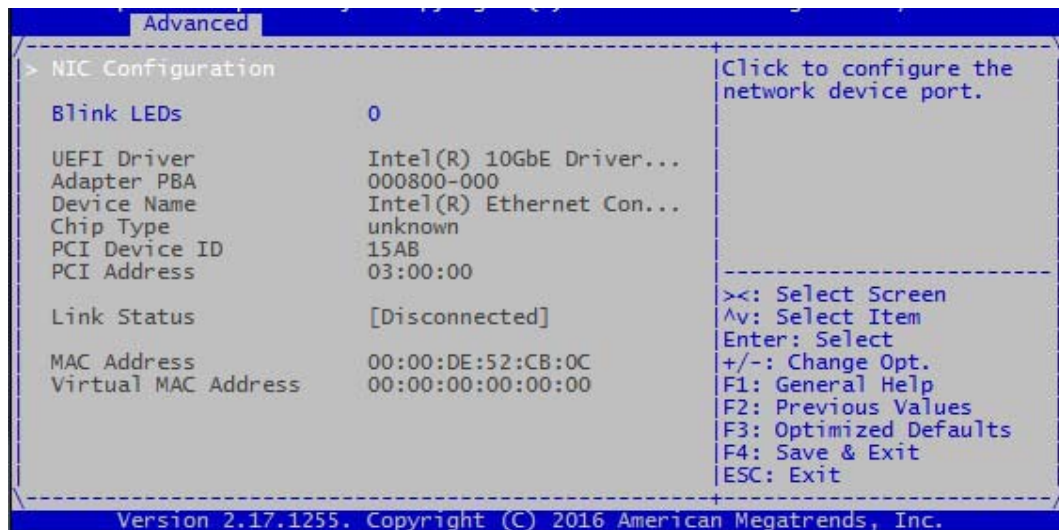 Advanced
> NIC Configuration
Click to configure the
network device port.
Blink LEDs 0
UEFI Driver Intel(R) 10GbE Driver...
Adapter PBA 000800-000
Device Name Intel(R) Ethernet Con...
Chip Type unknown
PCI Device ID 15AB
PCI Address 03:00:00
Link Status [Disconnected]
MAC Address 00:00:DE:52:CB:0C
Virtual MAC Address 00:00:00:00:00:00
><: Select Screen
^v: Select Item
Enter: Select
+/-: Change Opt.
F1: General Help
F2: Previous Values
F3: Optimized Defaults
F4: Save & Exit
ESC: Exit
Version 2.17.1255. Copyright (C) 2016 American Megatrends, Inc.